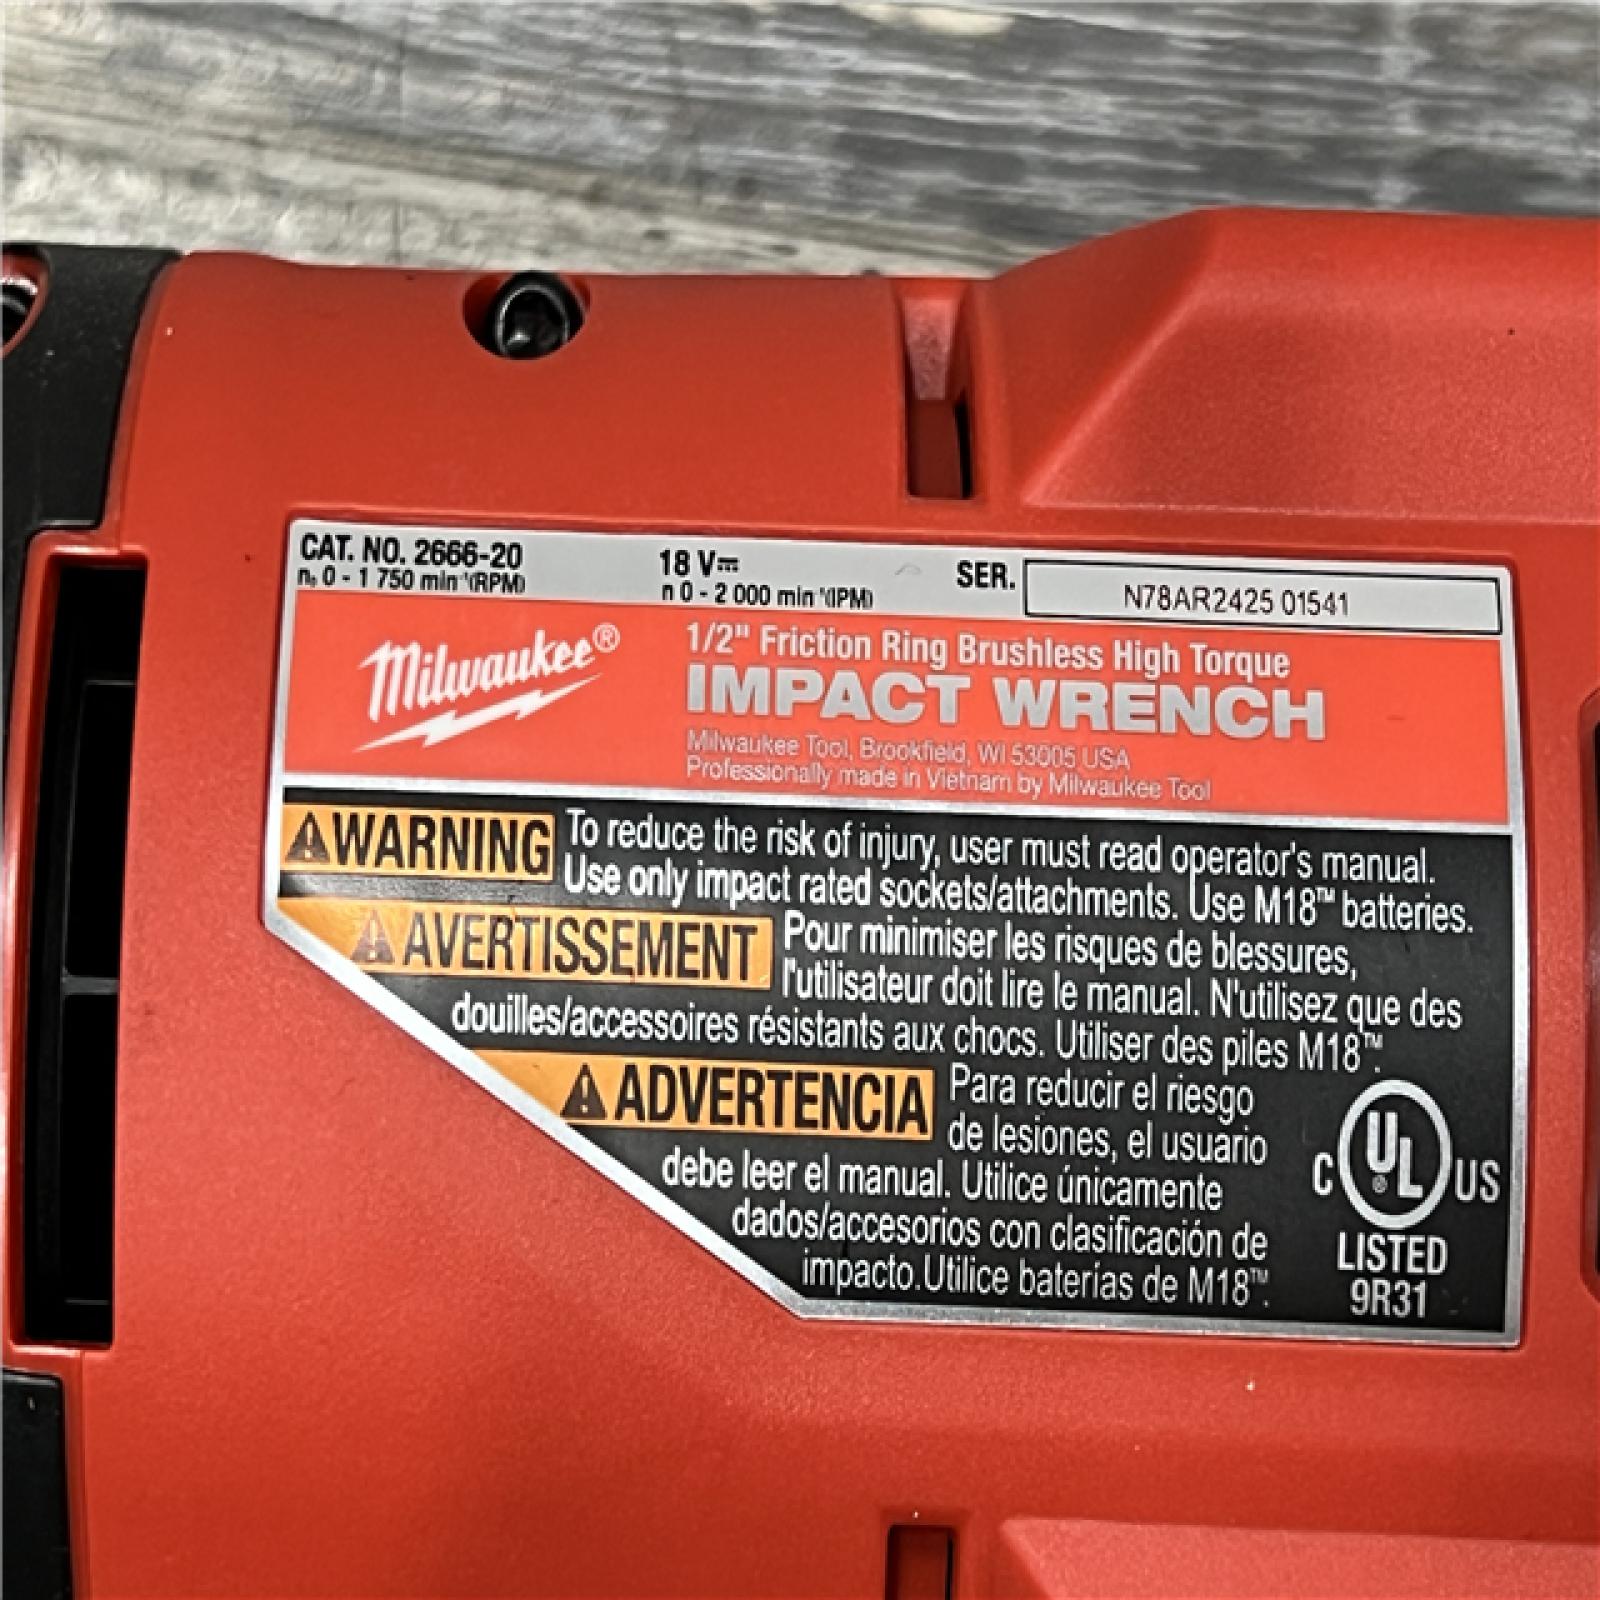 CAT. NO. 2666-20
n₀ 0 - 1 750 min⁻¹(RPM)
18 V⎓
n 0 - 2 000 min⁻¹(IPM)
SER. N78AR2425 01541
Milwaukee®
1/2" Friction Ring Brushless High Torque
IMPACT WRENCH
Milwaukee Tool, Brookfield, WI 53005 USA
Professionally made in Vietnam by Milwaukee Tool
⚠WARNING To reduce the risk of injury, user must read operator's manual.
Use only impact rated sockets/attachments. Use M18™ batteries.
⚠AVERTISSEMENT Pour minimiser les risques de blessures,
l'utilisateur doit lire le manual. N'utilisez que des
douilles/accessoires résistants aux chocs. Utiliser des piles M18™.
⚠ADVERTENCIA Para reducir el riesgo
de lesiones, el usuario
debe leer el manual. Utilice únicamente
dados/accesorios con clasificación de
impacto.Utilice baterías de M18™.
C UL® US
LISTED
9R31